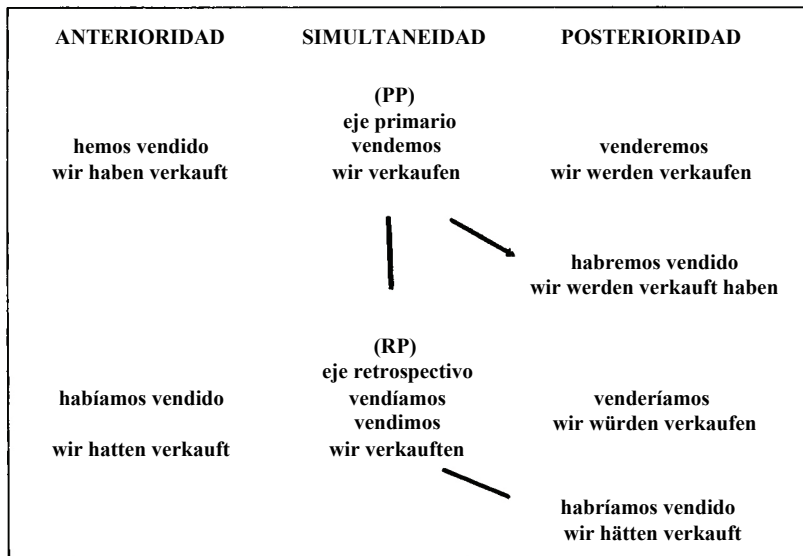 ANTERIORIDAD SIMULTANEIDAD POSTERIORIDAD
(PP)
eje primario
hemos vendido vendemos venderemos
wir haben verkauft wir verkaufen wir werden verkaufen
habremos vendido
wir werden verkauft haben
(RP)
eje retrospectivo
habíamos vendido vendíamos venderíamos
vendimos wir würden verkaufen
wir hatten verkauft wir verkauften
habríamos vendido
wir hätten verkauft